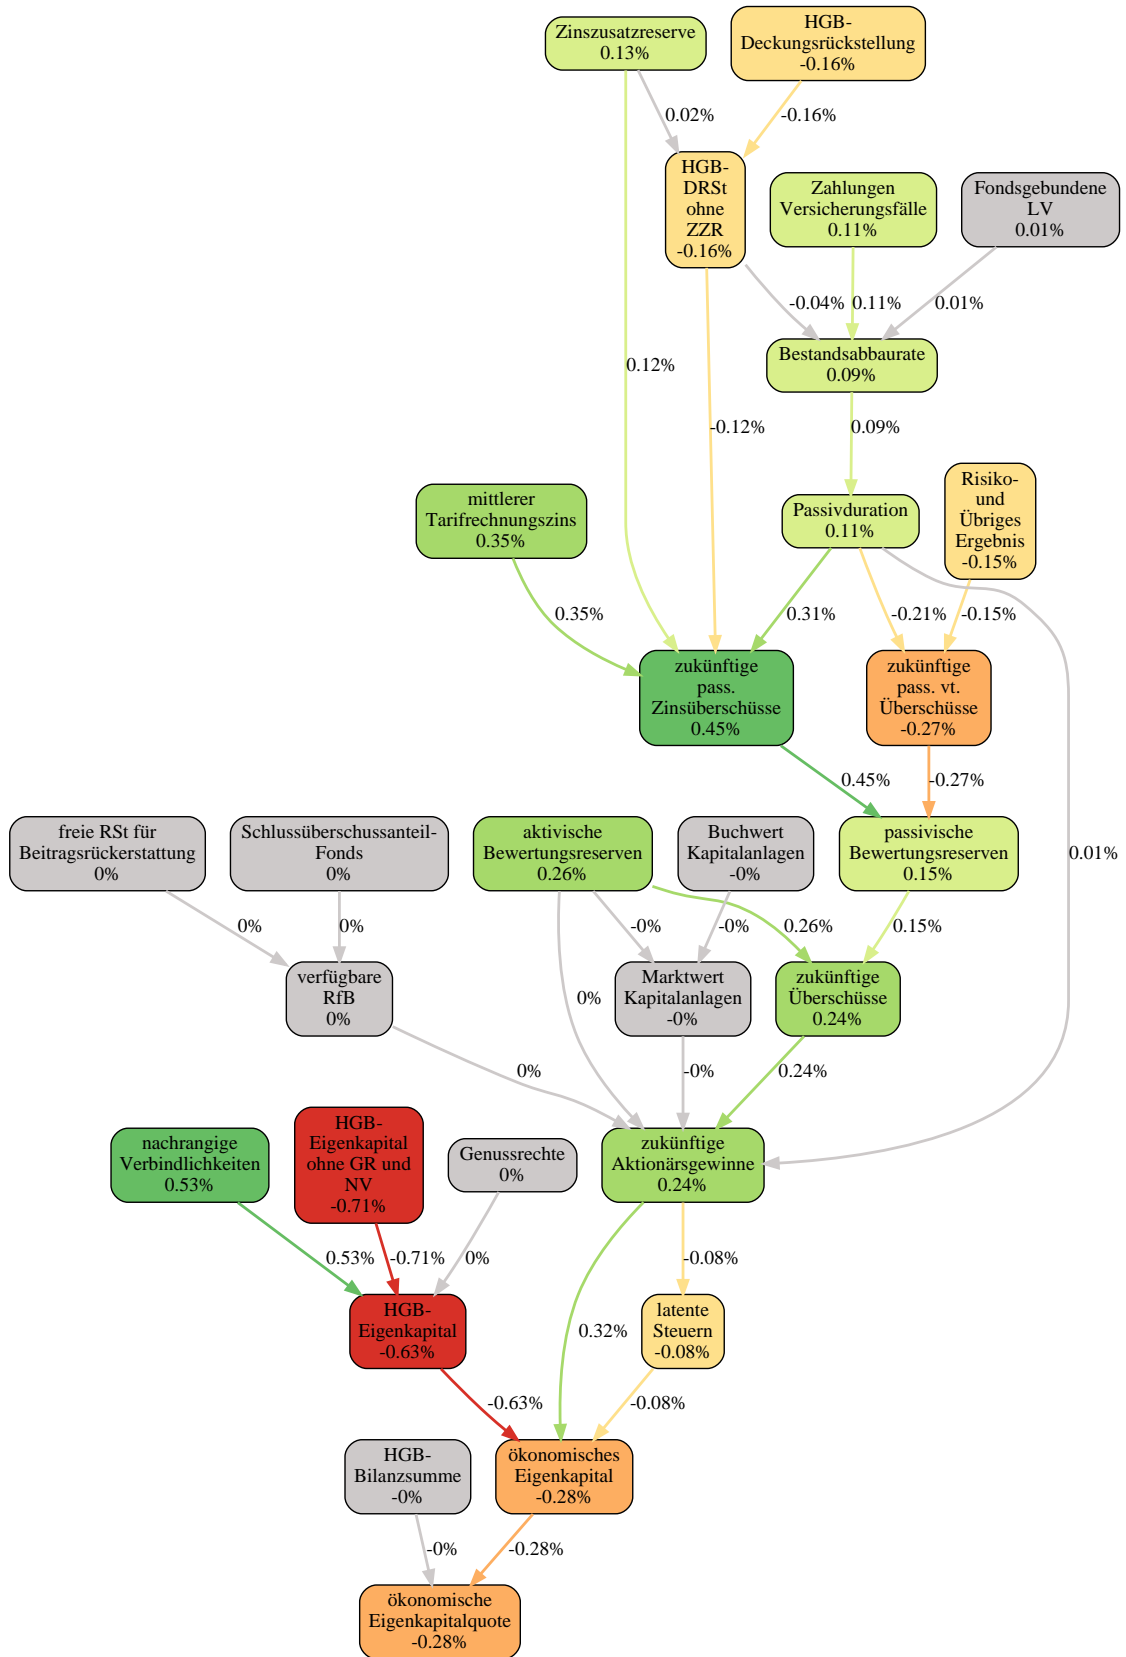 Zinszusatzreserve
0.13%
HGB-
Deckungsrückstellung
-0.16%
0.02%
-0.16%
HGB-
DRSt
ohne
ZZR
-0.16%
Zahlungen
Versicherungsfälle
0.11%
Fondsgebundene
LV
0.01%
-0.04%
0.11%
0.01%
Bestandsabbaurate
0.09%
0.12%
-0.12%
0.09%
mittlerer
Tarifrechnungszins
0.35%
Passivduration
0.11%
Risiko-
und
Übriges
Ergebnis
-0.15%
0.35%
0.31%
-0.21%
-0.15%
zukünftige
pass.
Zinsüberschüsse
0.45%
zukünftige
pass. vt.
Überschüsse
-0.27%
0.45%
-0.27%
freie RSt für
Beitragsrückerstattung
0%
Schlussüberschussanteil-
Fonds
0%
aktivische
Bewertungsreserven
0.26%
Buchwert
Kapitalanlagen
-0%
passivische
Bewertungsreserven
0.15%
0.01%
0%
0%
-0%
-0%
0.26%
0.15%
verfügbare
RfB
0%
0%
Marktwert
Kapitalanlagen
-0%
zukünftige
Überschüsse
0.24%
0%
-0%
0.24%
nachrangige
Verbindlichkeiten
0.53%
HGB-
Eigenkapital
ohne GR und
NV
-0.71%
Genussrechte
0%
zukünftige
Aktionärsgewinne
0.24%
0.53%
-0.71%
0%
-0.08%
HGB-
Eigenkapital
-0.63%
0.32%
latente
Steuern
-0.08%
-0.63%
-0.08%
HGB-
Bilanzsumme
-0%
ökonomisches
Eigenkapital
-0.28%
-0%
-0.28%
ökonomische
Eigenkapitalquote
-0.28%